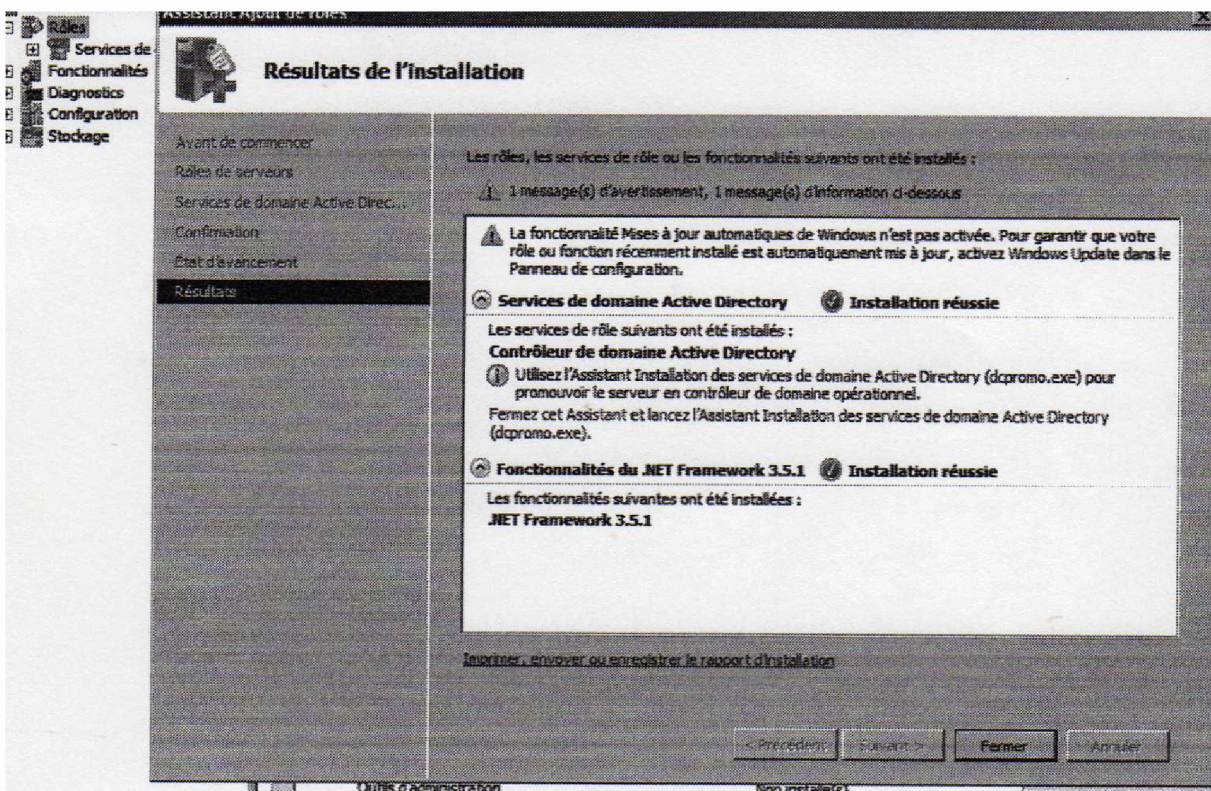 Assistant Ajout de rôles
Rôles
Services de
Fonctionnalités
Diagnostics
Configuration
Stockage
Résultats de l'installation
Avant de commencer
Rôles de serveurs
Services de domaine Active Direc...
Confirmation
État d'avancement
Résultats
Les rôles, les services de rôle ou les fonctionnalités suivants ont été installés :
1 message(s) d'avertissement, 1 message(s) d'information ci-dessous
La fonctionnalité Mises à jour automatiques de Windows n'est pas activée. Pour garantir que votre
rôle ou fonction récemment installé est automatiquement mis à jour, activez Windows Update dans le
Panneau de configuration.
Services de domaine Active Directory Installation réussie
Les services de rôle suivants ont été installés :
Contrôleur de domaine Active Directory
Utilisez l'Assistant Installation des services de domaine Active Directory (dcpromo.exe) pour
promouvoir le serveur en contrôleur de domaine opérationnel.
Fermez cet Assistant et lancez l'Assistant Installation des services de domaine Active Directory
(dcpromo.exe).
Fonctionnalités du .NET Framework 3.5.1 Installation réussie
Les fonctionnalités suivantes ont été installées :
.NET Framework 3.5.1
Imprimer, envoyer ou enregistrer le rapport d'installation
< Précédent Suivant > Fermer Annuler
Outils d'administration Non installé(s)